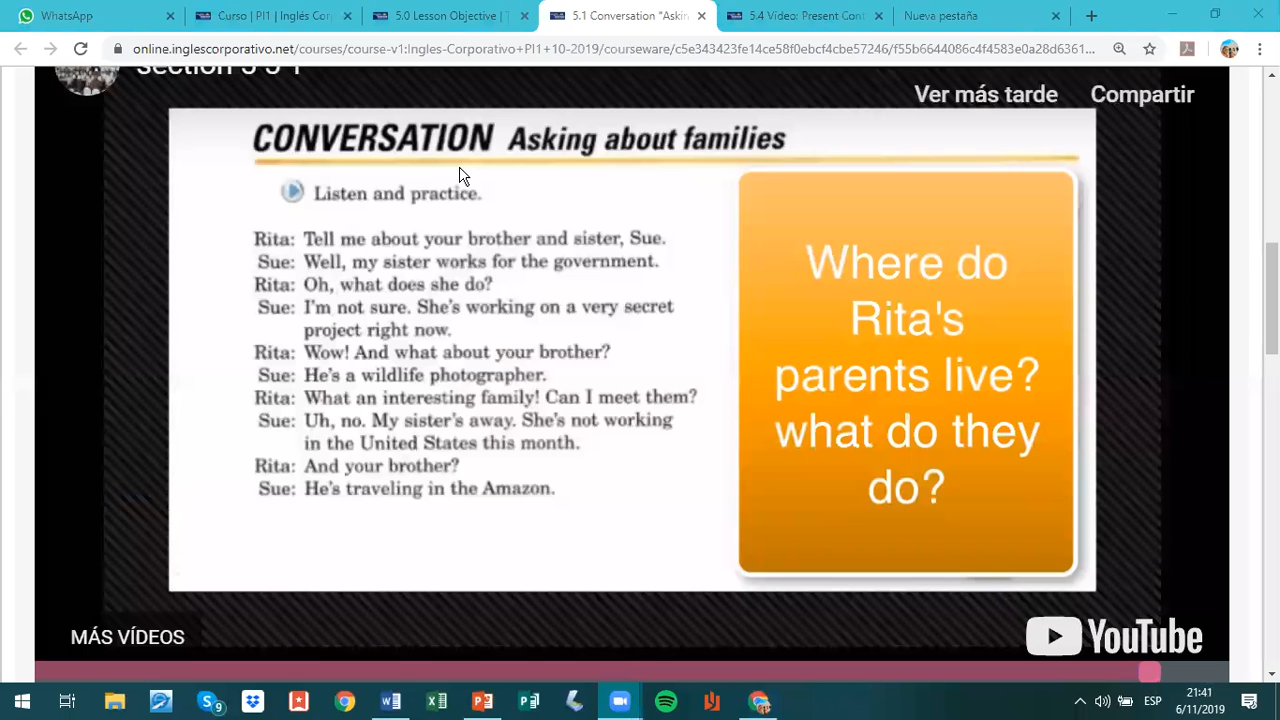 WhatsApp
Curso | PI1 | Inglés Cor
5.0 Lesson Objective | T
5.1 Conversation "Askin
5.4 Video: Present Cont
Nueva pestaña
online.inglescorporativo.net/courses/course-v1:Ingles-Corporativo+PI1+10-2019/courseware/
section 5 5 1
Ver más tarde
Compartir
CONVERSATION Asking about families
Listen and practice.
Rita: Tell me about your brother and sister, Sue.
Sue: Well, my sister works for the government.
Rita: Oh, what does she do?
Sue: I'm not sure. She's working on a very secret
project right now.
Rita: Wow! And what about your brother?
Sue: He's a wildlife photographer.
Rita: What an interesting family! Can I meet them?
Sue: Uh, no. My sister's away. She's not working
in the United States this month.
Rita: And your brother?
Sue: He's traveling in the Amazon.
Where do
Rita's
parents live?
what do they
do?
MÁS VÍDEOS
YouTube
9
ESP
21:41
6/11/2019